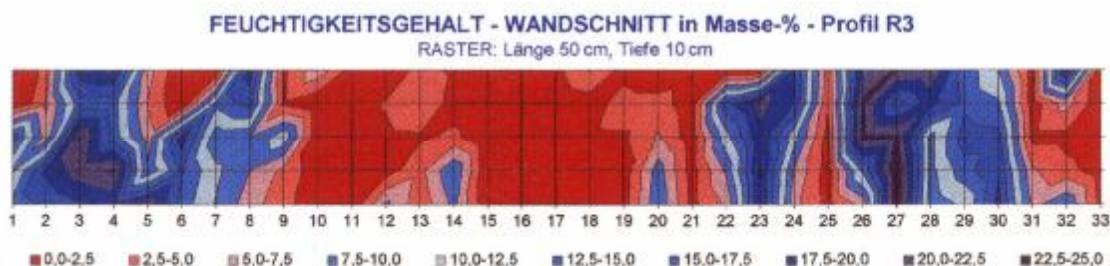 FEUCHTIGKEITSGEHALT - WANDSCHNITT in Masse-% - Profil R3
RASTER: Länge 50 cm, Tiefe 10 cm
1 2 3 4 5 6 7 8 9 10 11 12 13 14 15 16 17 18 19 20 21 22 23 24 25 26 27 28 29 30 31 32 33
0,0-2,5 2,5-5,0 5,0-7,5 7,5-10,0 10,0-12,5 12,5-15,0 15,0-17,5 17,5-20,0 20,0-22,5 22,5-25,0